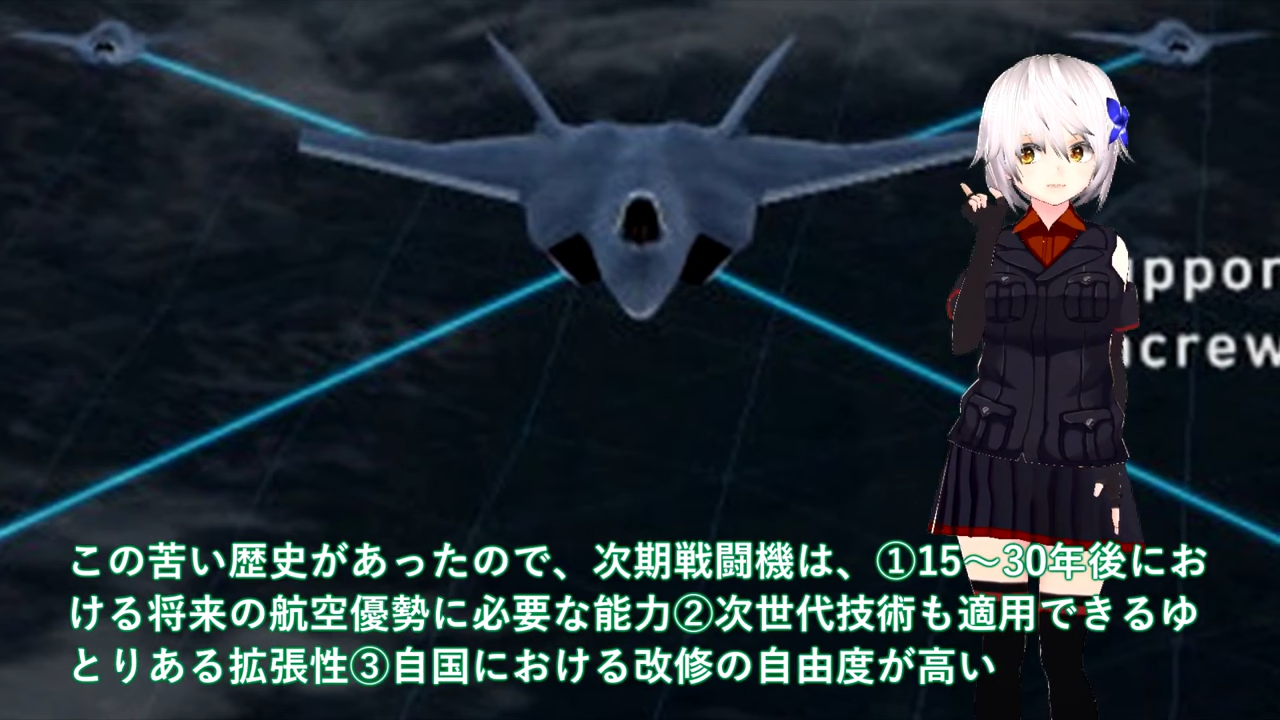 ppor
crew
この苦い歴史があったので、次期戦闘機は、①15～30年後にお
ける将来の航空優勢に必要な能力②次世代技術も適用できるゆ
とりある拡張性③自国における改修の自由度が高い